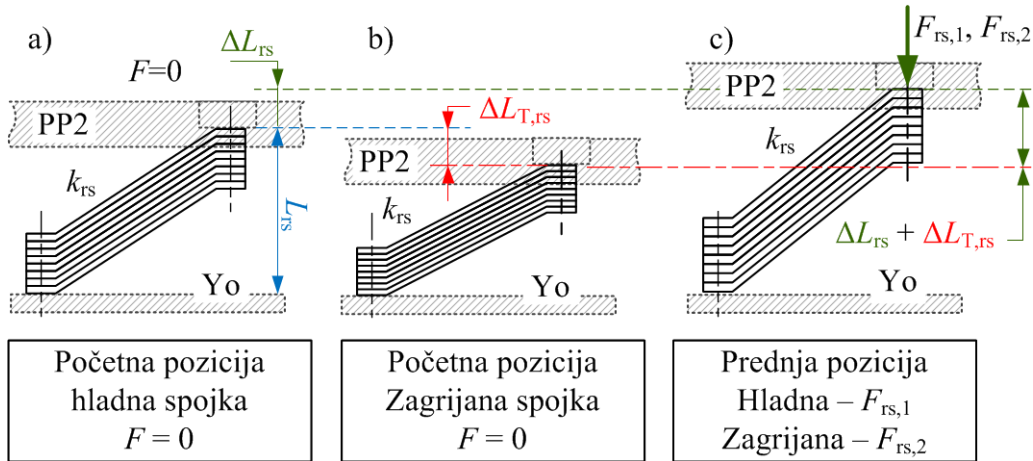 a)
ΔLrs
F=0
PP2
krs
Lrs
Yo
Početna pozicija
hladna spojka
F = 0
b)
ΔLT,rs
PP2
krs
Yo
Početna pozicija
Zagrijana spojka
F = 0
c)
Frs,1, Frs,2
PP2
krs
ΔLrs + ΔLT,rs
Yo
Prednja pozicija
Hladna – Frs,1
Zagrijana – Frs,2